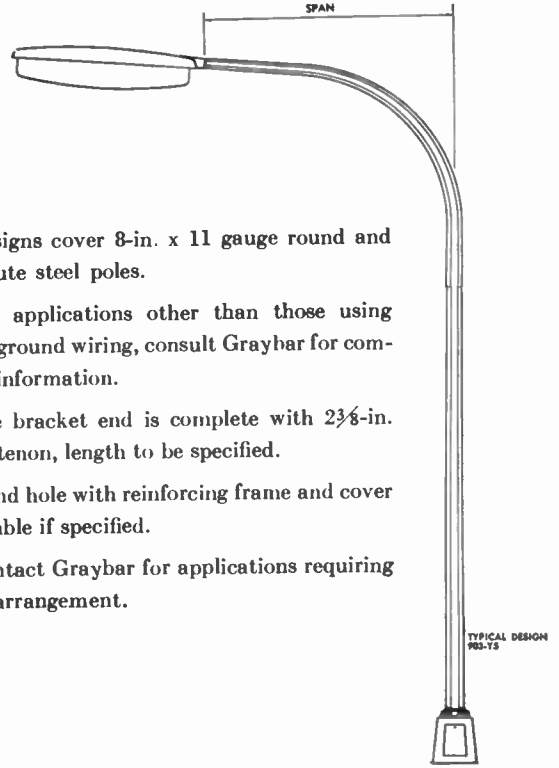 SPAN
signs cover 8-in. x 11 gauge round and
ute steel poles.
applications other than those using
ground wiring, consult Graybar for com-
information.
e bracket end is complete with 2⅜-in.
tenon, length to be specified.
nd hole with reinforcing frame and cover
able if specified.
ntact Graybar for applications requiring
arrangement.
TYPICAL DESIGN
903-Y5